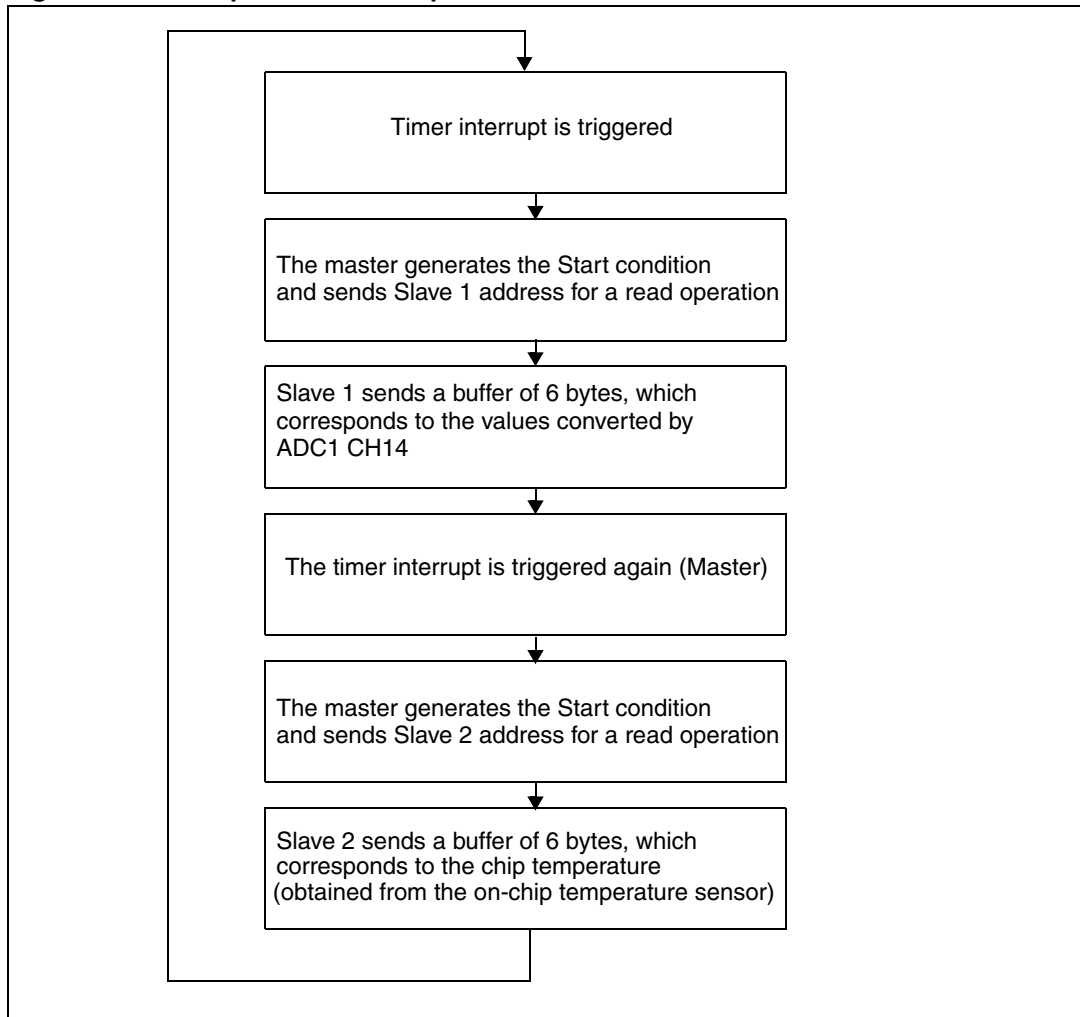 Timer interrupt is triggered
The master generates the Start condition
and sends Slave 1 address for a read operation
Slave 1 sends a buffer of 6 bytes, which
corresponds to the values converted by
ADC1 CH14
The timer interrupt is triggered again (Master)
The master generates the Start condition
and sends Slave 2 address for a read operation
Slave 2 sends a buffer of 6 bytes, which
corresponds to the chip temperature
(obtained from the on-chip temperature sensor)